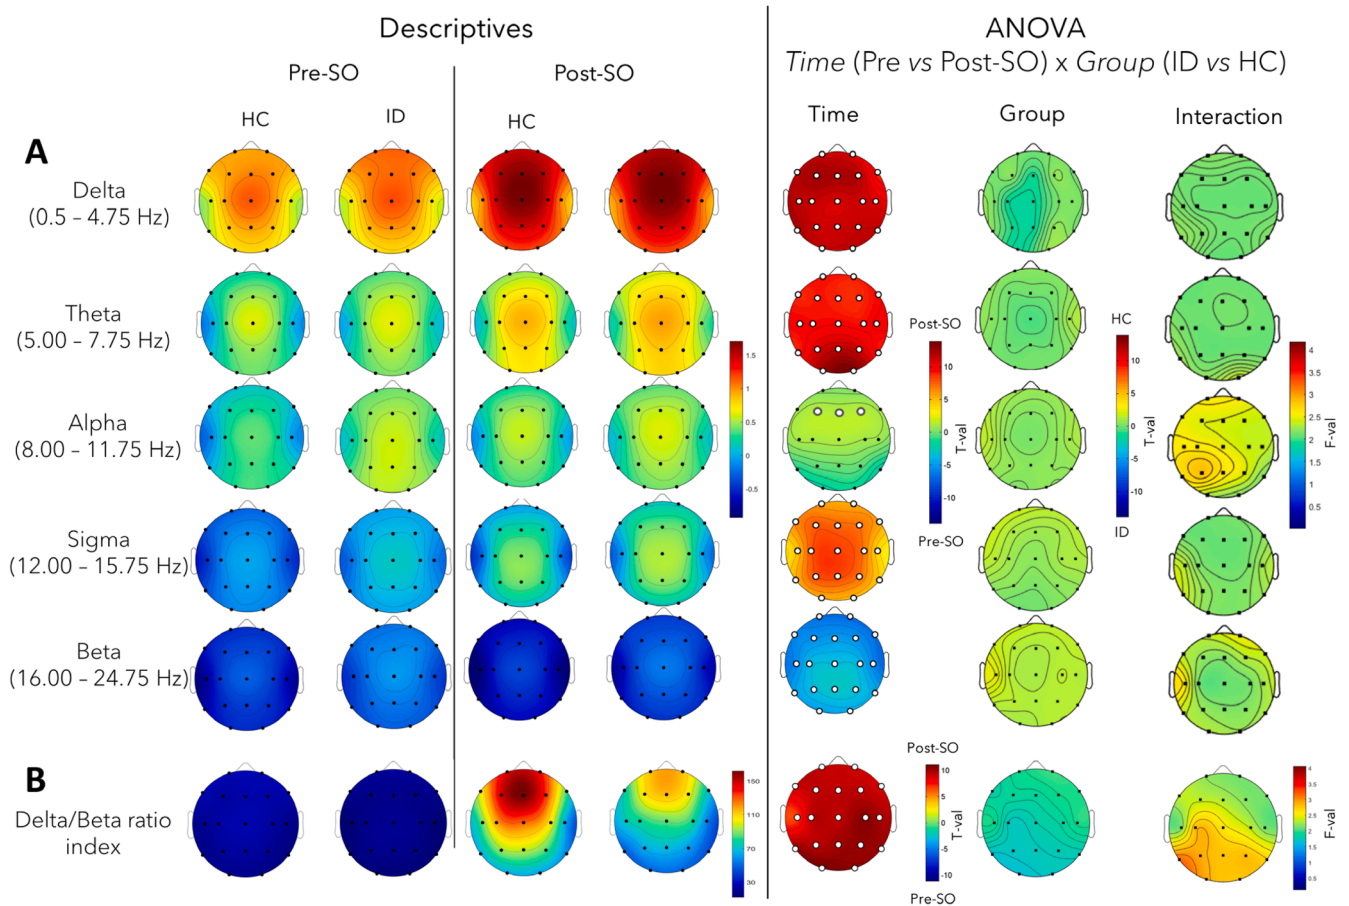 Descriptives
ANOVA
Time (Pre vs Post-SO) x Group (ID vs HC)
Pre-SO
Post-SO
HC
ID
HC
Time
Group
Interaction
A
Delta
(0.5 – 4.75 Hz)
Theta
(5.00 – 7.75 Hz)
Alpha
(8.00 – 11.75 Hz)
Sigma
(12.00 – 15.75 Hz)
Beta
(16.00 – 24.75 Hz)
1.5
1
0.5
0
-0.5
Post-SO
10
5
0
-5
-10
T-val
Pre-SO
HC
10
5
0
-5
-10
T-val
ID
4
3.5
3
2.5
2
1.5
1
0.5
F-val
B
Delta/Beta ratio
index
150
110
70
30
Post-SO
10
5
0
-5
-10
T-val
Pre-SO
4
3.5
3
2.5
2
1.5
1
0.5
F-val